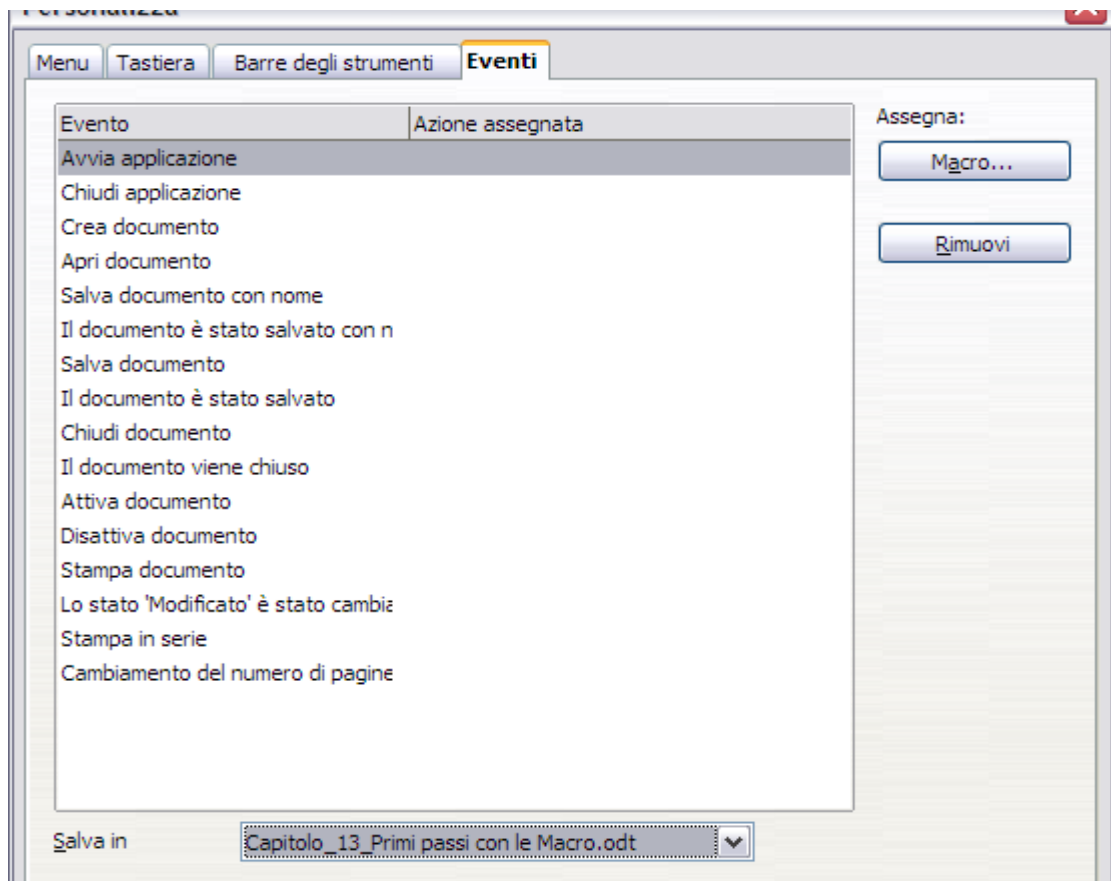 Personalizza
Menu Tastiera Barre degli strumenti Eventi
Evento Azione assegnata
Assegna:
Avvia applicazione
Macro...
Chiudi applicazione
Crea documento
Rimuovi
Apri documento
Salva documento con nome
Il documento è stato salvato con n
Salva documento
Il documento è stato salvato
Chiudi documento
Il documento viene chiuso
Attiva documento
Disattiva documento
Stampa documento
Lo stato 'Modificato' è stato cambia
Stampa in serie
Cambiamento del numero di pagine
Salva in Capitolo_13_Primi passi con le Macro.odt